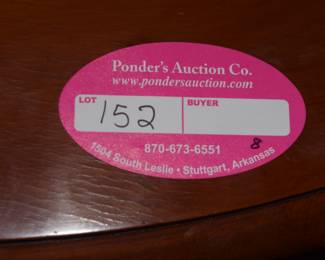 Ponder's Auction Co.
www.pondersauction.com
LOT 152 BUYER
870-673-6551
8
1504 South Leslie • Stuttgart, Arkansas